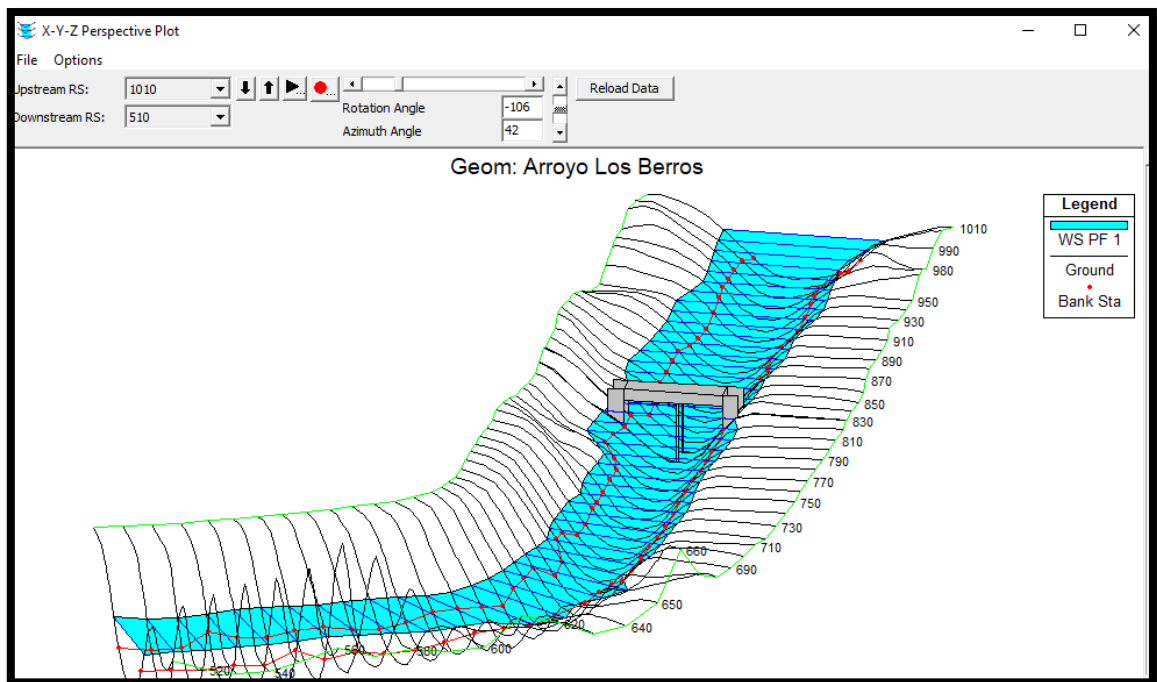 X-Y-Z Perspective Plot
File Options
Upstream RS: 1010
Reload Data
Downstream RS: 510
Rotation Angle -106
Azimuth Angle 42
Geom: Arroyo Los Berros
Legend
WS PF 1
Ground
Bank Sta
1010
990
980
950
930
910
890
870
850
830
810
790
770
750
730
710
690
660
650
640
620
600
580
560
540
520